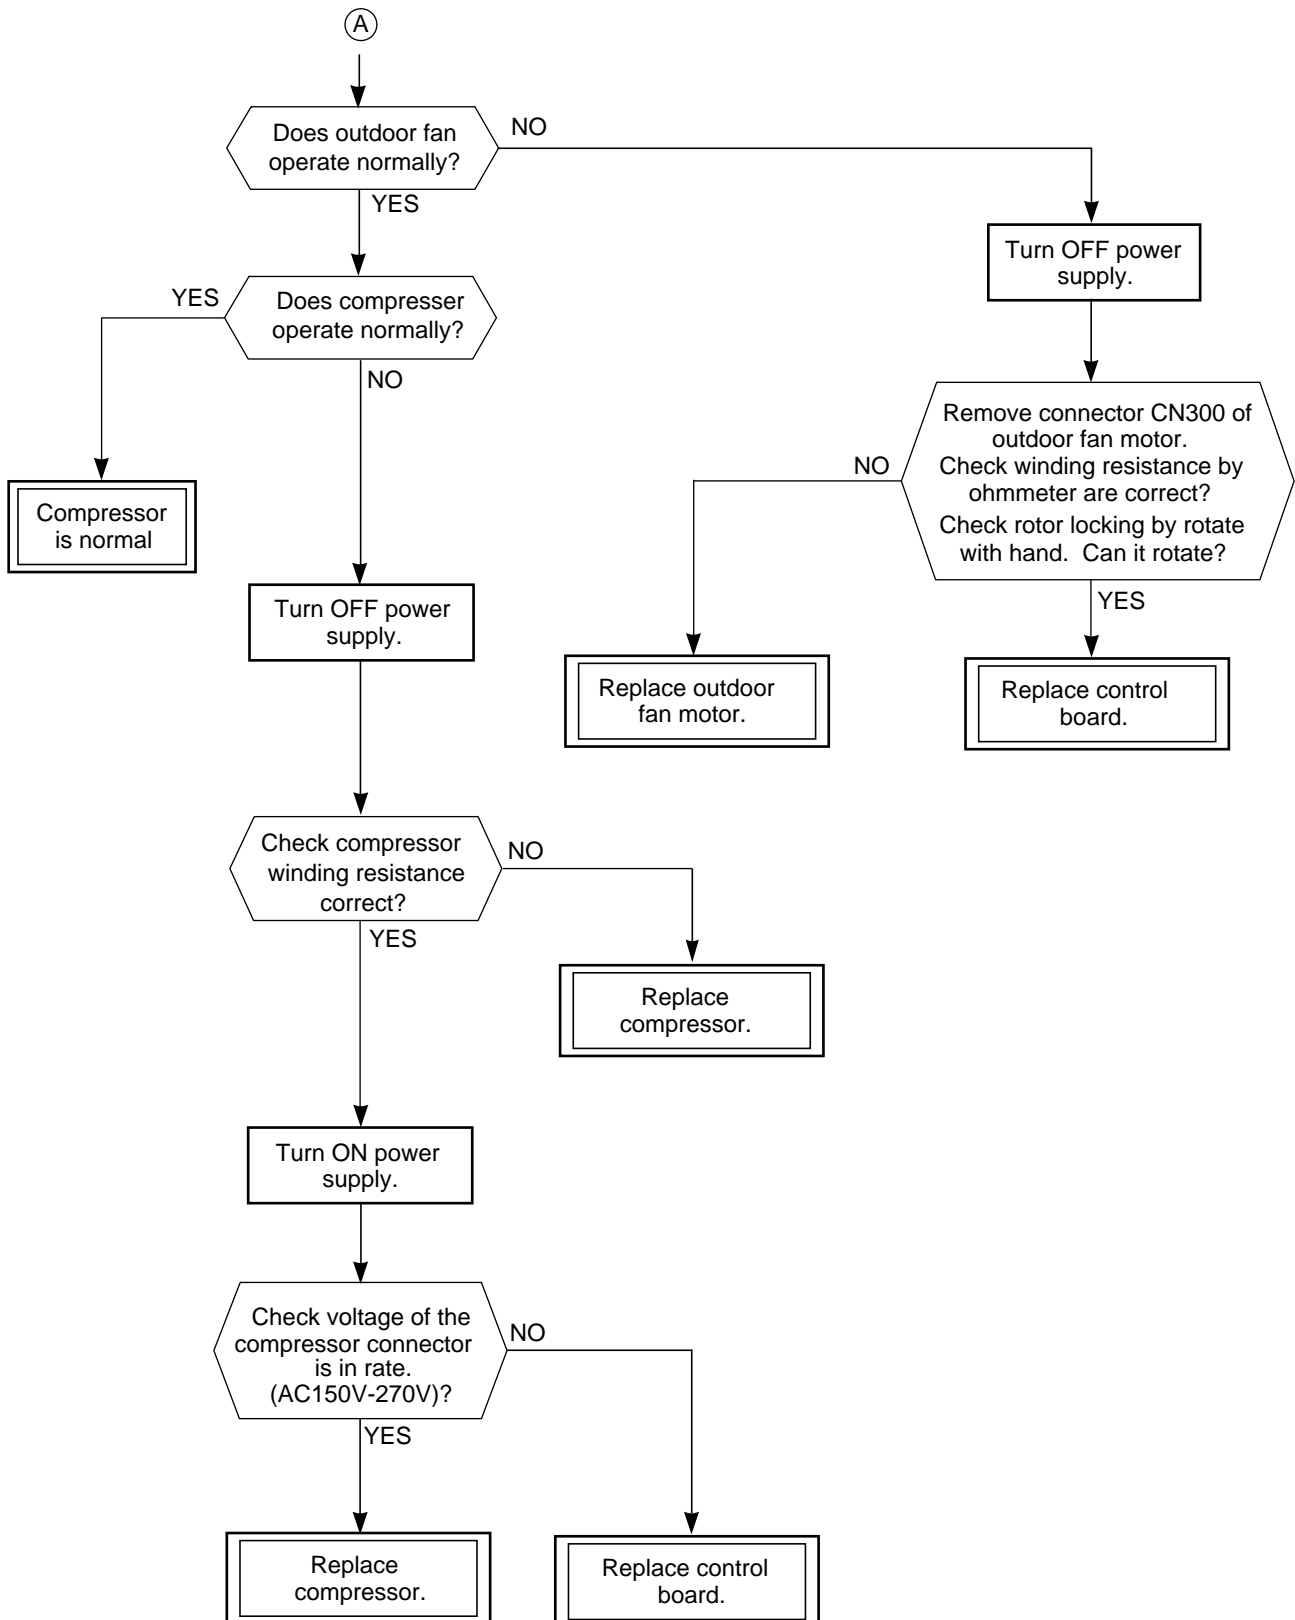 A
Does outdoor fan
operate normally?
NO
YES
Turn OFF power
supply.
YES
Does compresser
operate normally?
NO
Remove connector CN300 of
outdoor fan motor.
Check winding resistance by
ohmmeter are correct?
Check rotor locking by rotate
with hand. Can it rotate?
NO
YES
Compressor
is normal
Turn OFF power
supply.
Replace outdoor
fan motor.
Replace control
board.
Check compressor
winding resistance
correct?
NO
YES
Replace
compressor.
Turn ON power
supply.
Check voltage of the
compressor connector
is in rate.
(AC150V-270V)?
NO
YES
Replace
compressor.
Replace control
board.